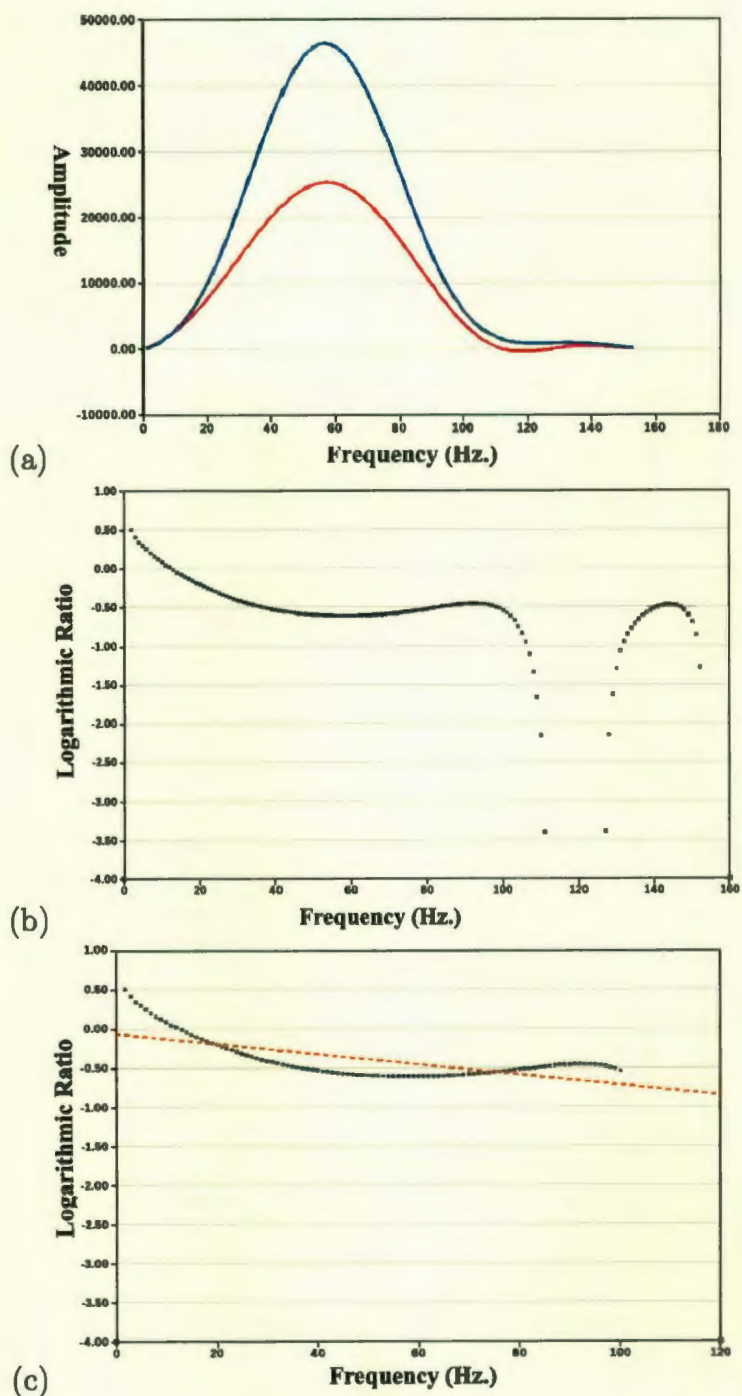 50000.00
40000.00
30000.00
20000.00
10000.00
0.00
-10000.00
Amplitude
0 20 40 60 80 100 120 140 160 180
Frequency (Hz.)
(a)
1.00
0.50
0.00
-0.50
-1.00
-1.50
-2.00
-2.50
-3.00
-3.50
-4.00
Logarithmic Ratio
0 20 40 60 80 100 120 140 160
Frequency (Hz.)
(b)
1.00
0.50
0.00
-0.50
-1.00
-1.50
-2.00
-2.50
-3.00
-3.50
-4.00
Logarithmic Ratio
0 20 40 60 80 100 120
Frequency (Hz.)
(c)